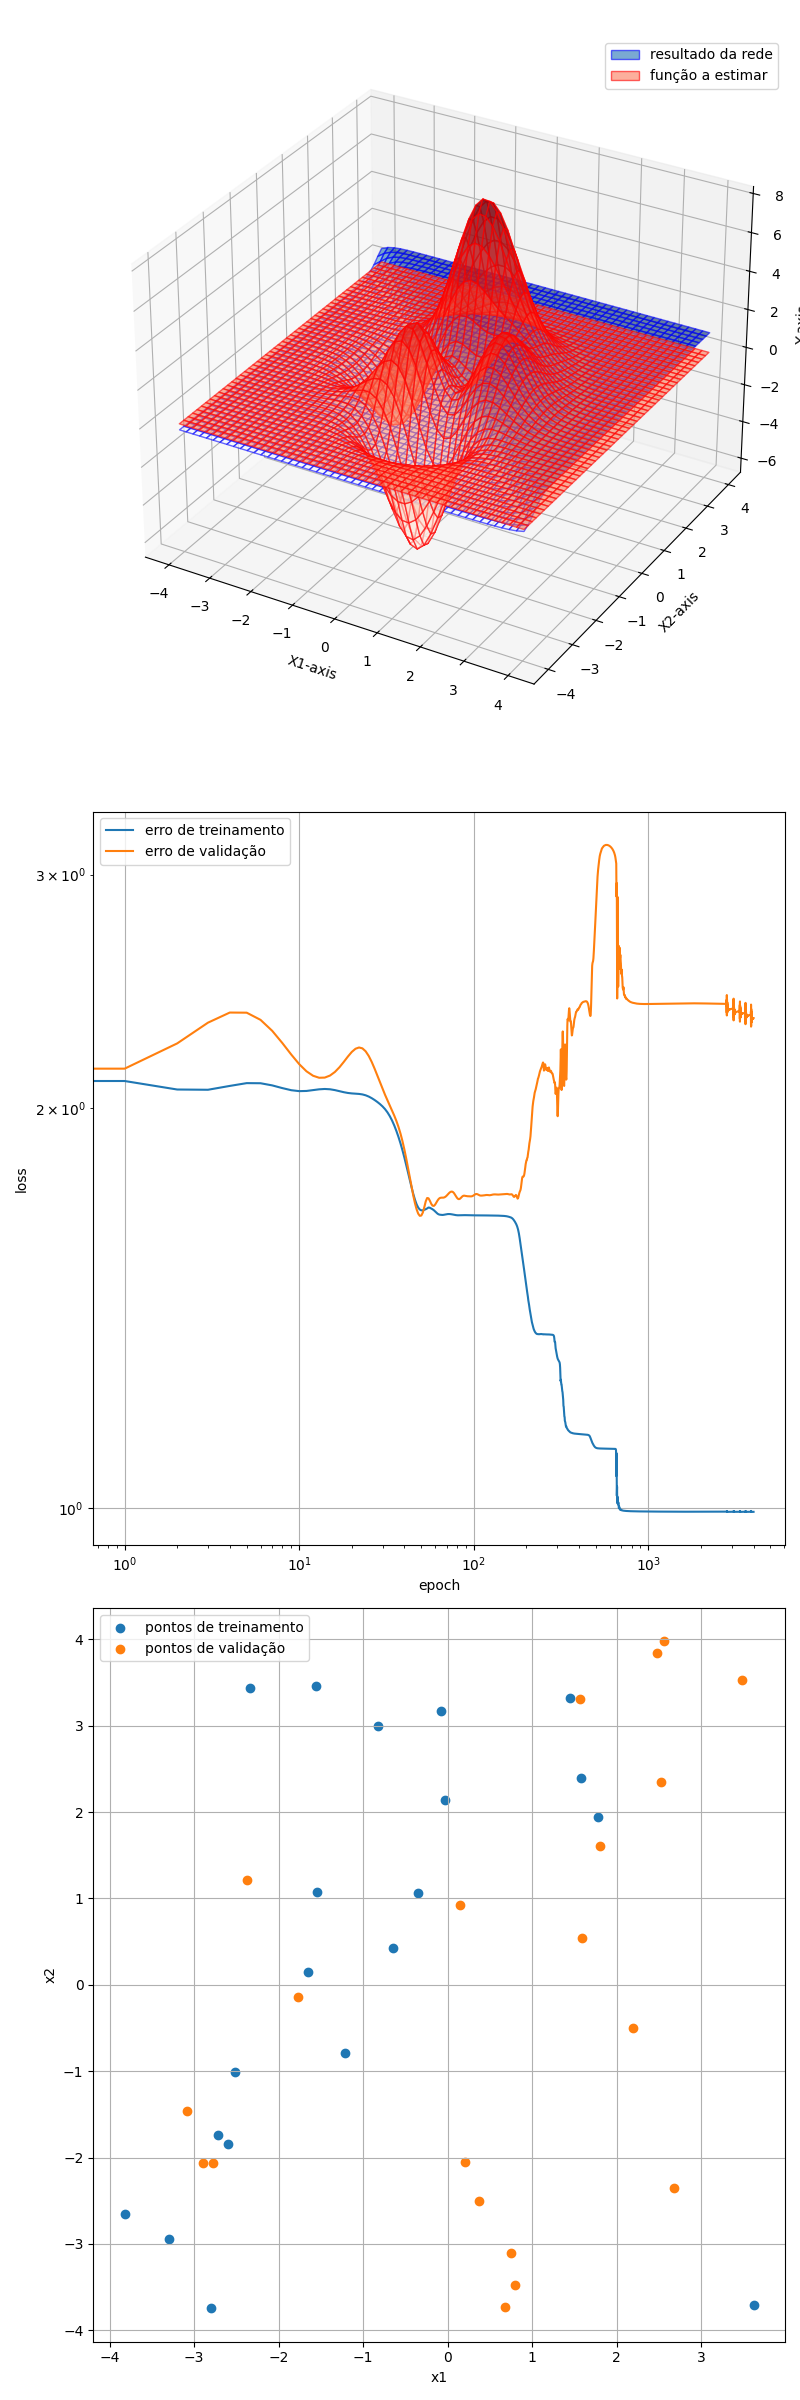 resultado da rede
função a estimar
8
6
4
2
0
−2
−4
−6
−4
−3
−2
−1
0
1
2
3
4
X1-axis
−4
−3
−2
−1
0
1
2
3
4
X2-axis
erro de treinamento
erro de validação
3 × 10⁰
2 × 10⁰
10⁰
loss
10⁰ 10¹ 10² 10³
epoch
pontos de treinamento
pontos de validação
4
3
2
1
0
−1
−2
−3
−4
x2
−4 −3 −2 −1 0 1 2 3
x1